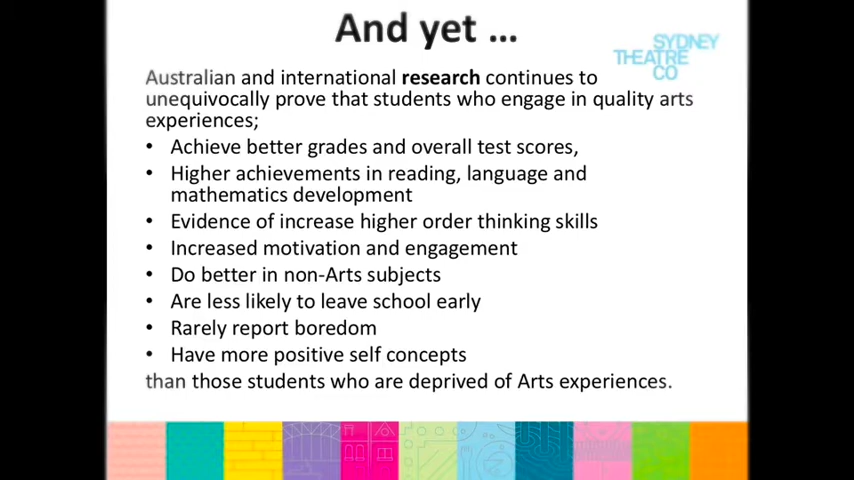 And yet ...
SYDNEY
THEATRE
CO
Australian and international research continues to
unequivocally prove that students who engage in quality arts
experiences;
• Achieve better grades and overall test scores,
• Higher achievements in reading, language and
mathematics development
• Evidence of increase higher order thinking skills
• Increased motivation and engagement
• Do better in non-Arts subjects
• Are less likely to leave school early
• Rarely report boredom
• Have more positive self concepts
than those students who are deprived of Arts experiences.